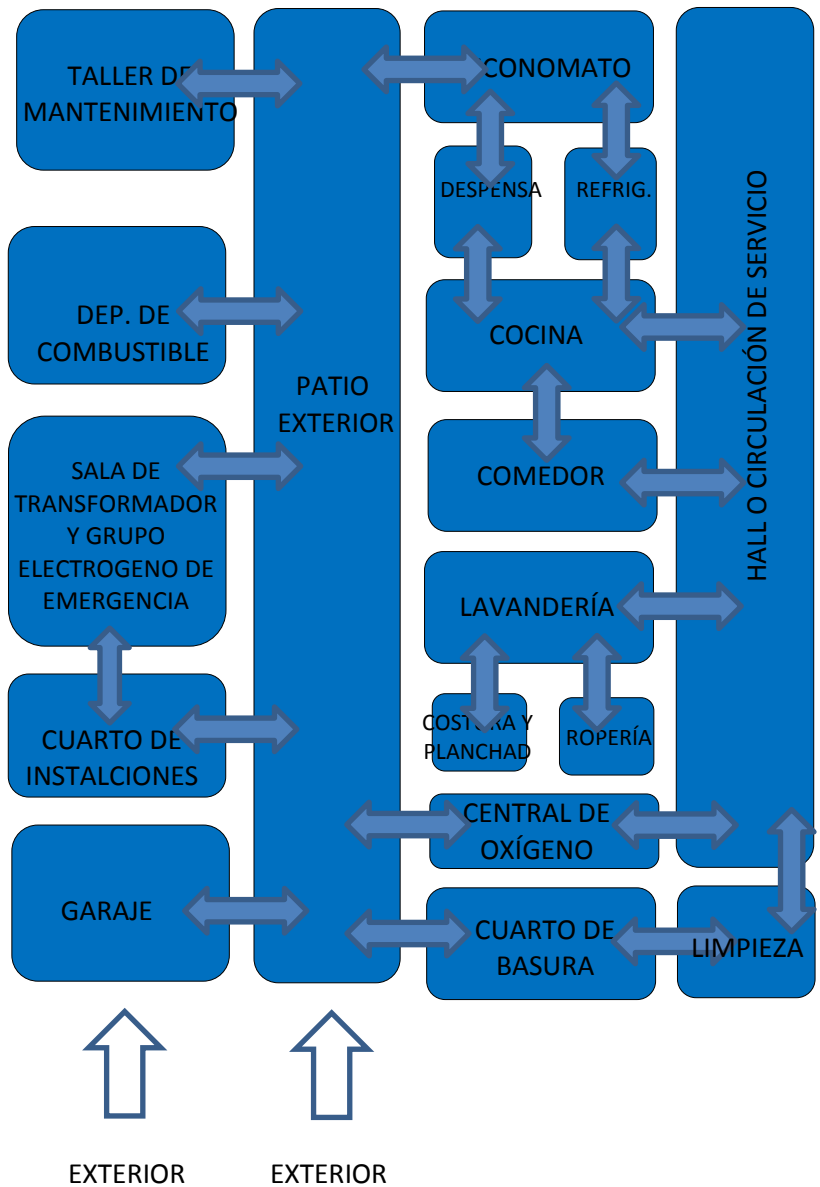 TALLER DE
MANTENIMIENTO
CONOMATO
DESPENSA
REFRIG.
HALL O CIRCULACIÓN DE SERVICIO
DEP. DE
COMBUSTIBLE
COCINA
PATIO
EXTERIOR
SALA DE
TRANSFORMADOR
Y GRUPO
ELECTROGENO DE
EMERGENCIA
COMEDOR
LAVANDERÍA
COSTURA Y
PLANCHAD
ROPERÍA
CUARTO DE
INSTALCIONES
CENTRAL DE
OXÍGENO
GARAJE
CUARTO DE
BASURA
LIMPIEZA
EXTERIOR
EXTERIOR